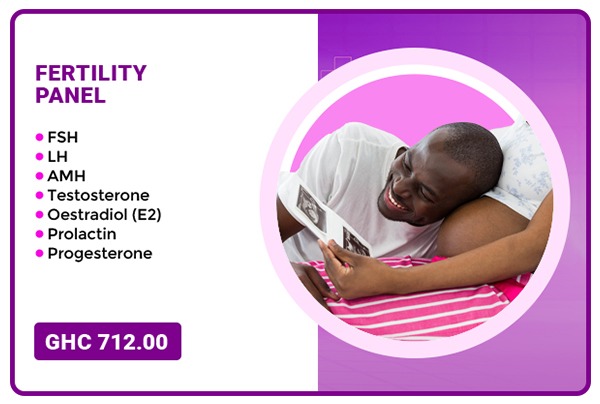 FERTILITY
PANEL
FSH
LH
AMH
Testosterone
Oestradiol (E2)
Prolactin
Progesterone
GHC 712.00